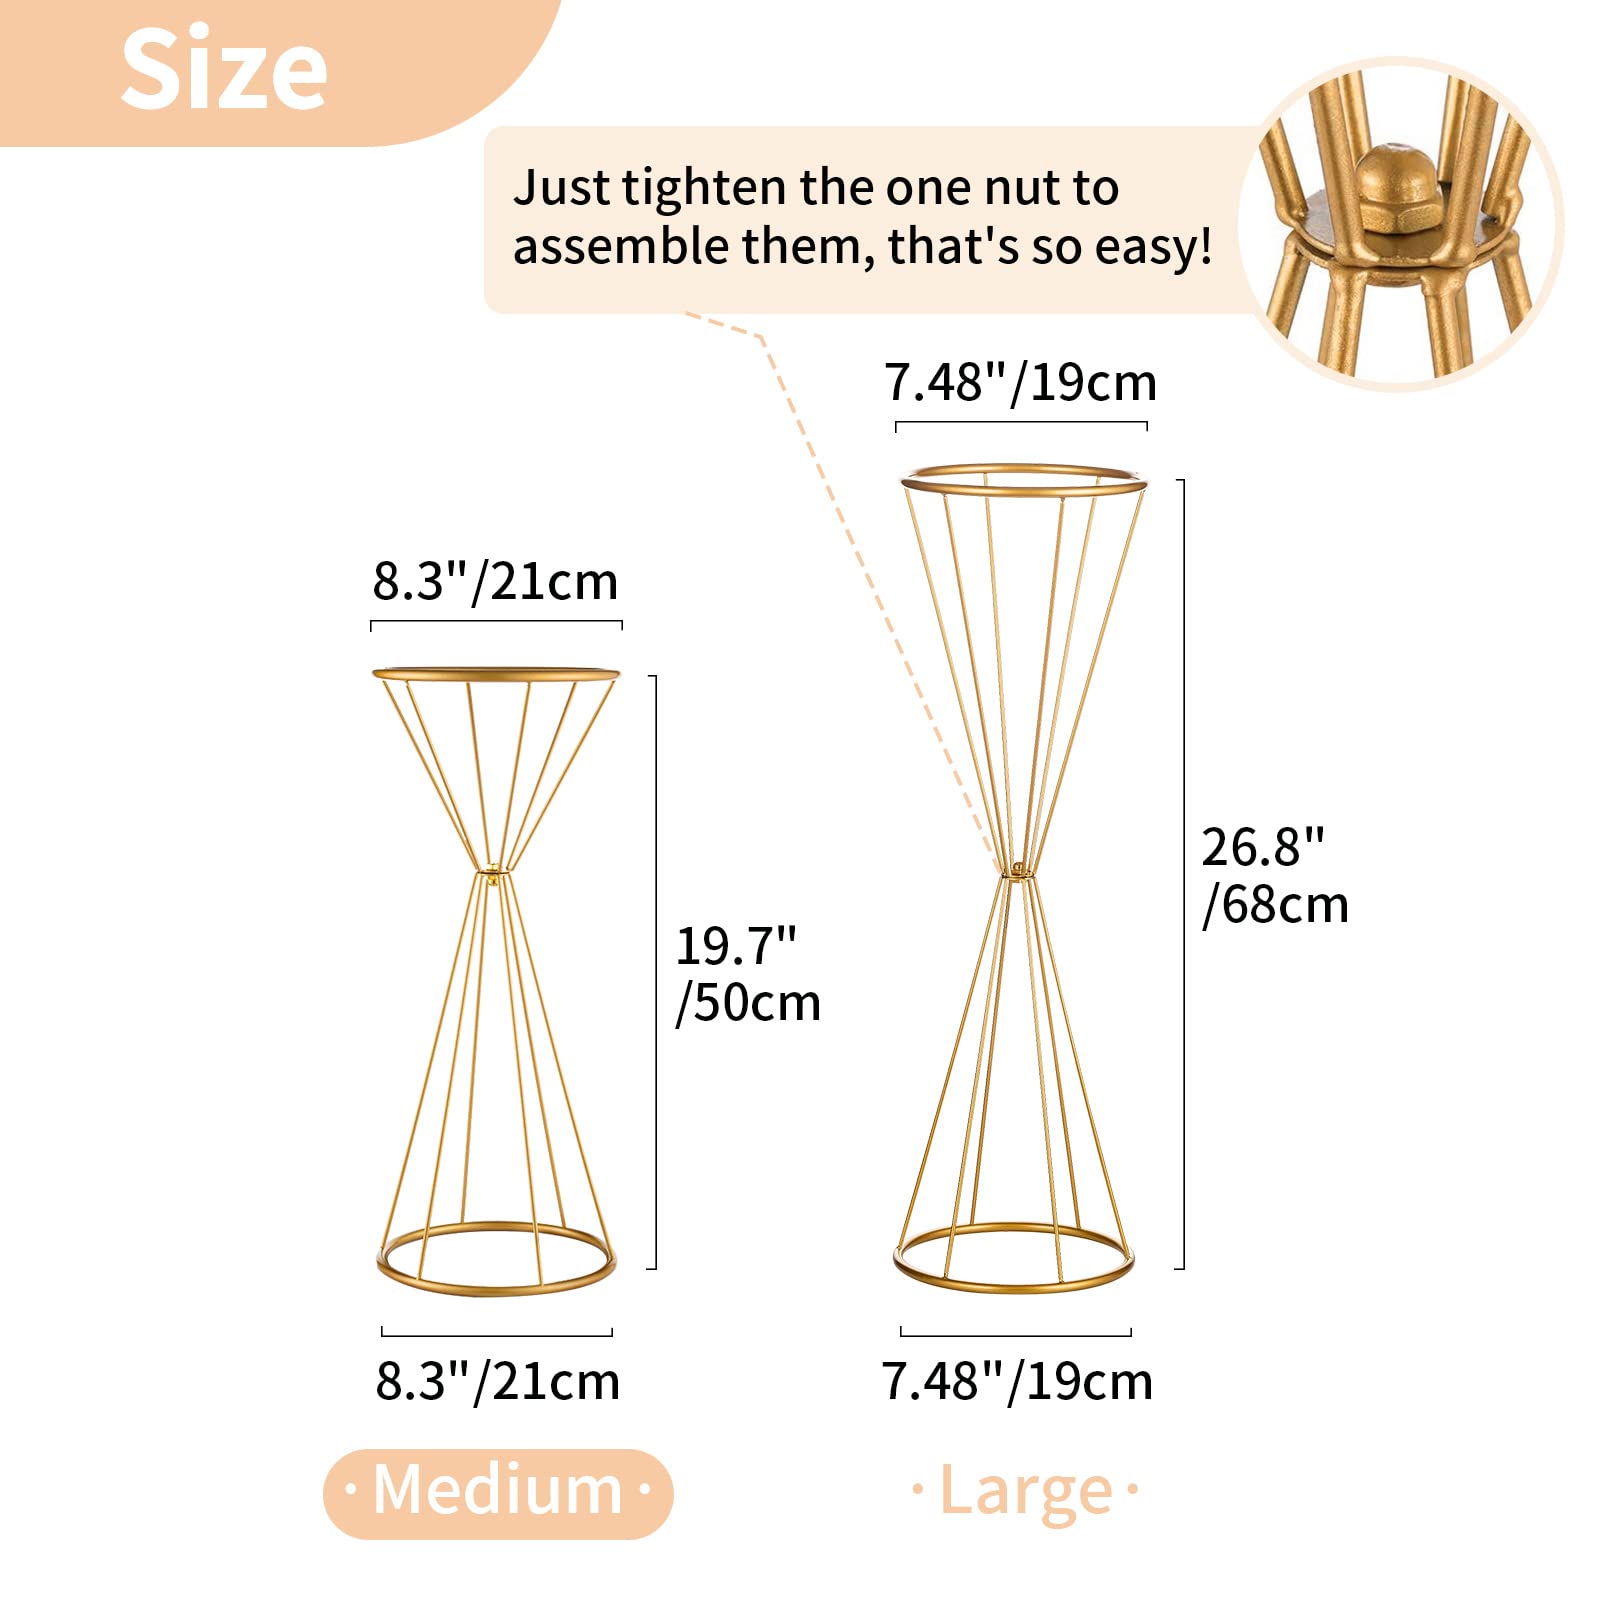 Size
Just tighten the one nut to
assemble them, that's so easy!
7.48"/19cm
8.3"/21cm
26.8"
/68cm
19.7"
/50cm
8.3"/21cm
7.48"/19cm
· Medium ·
· Large ·